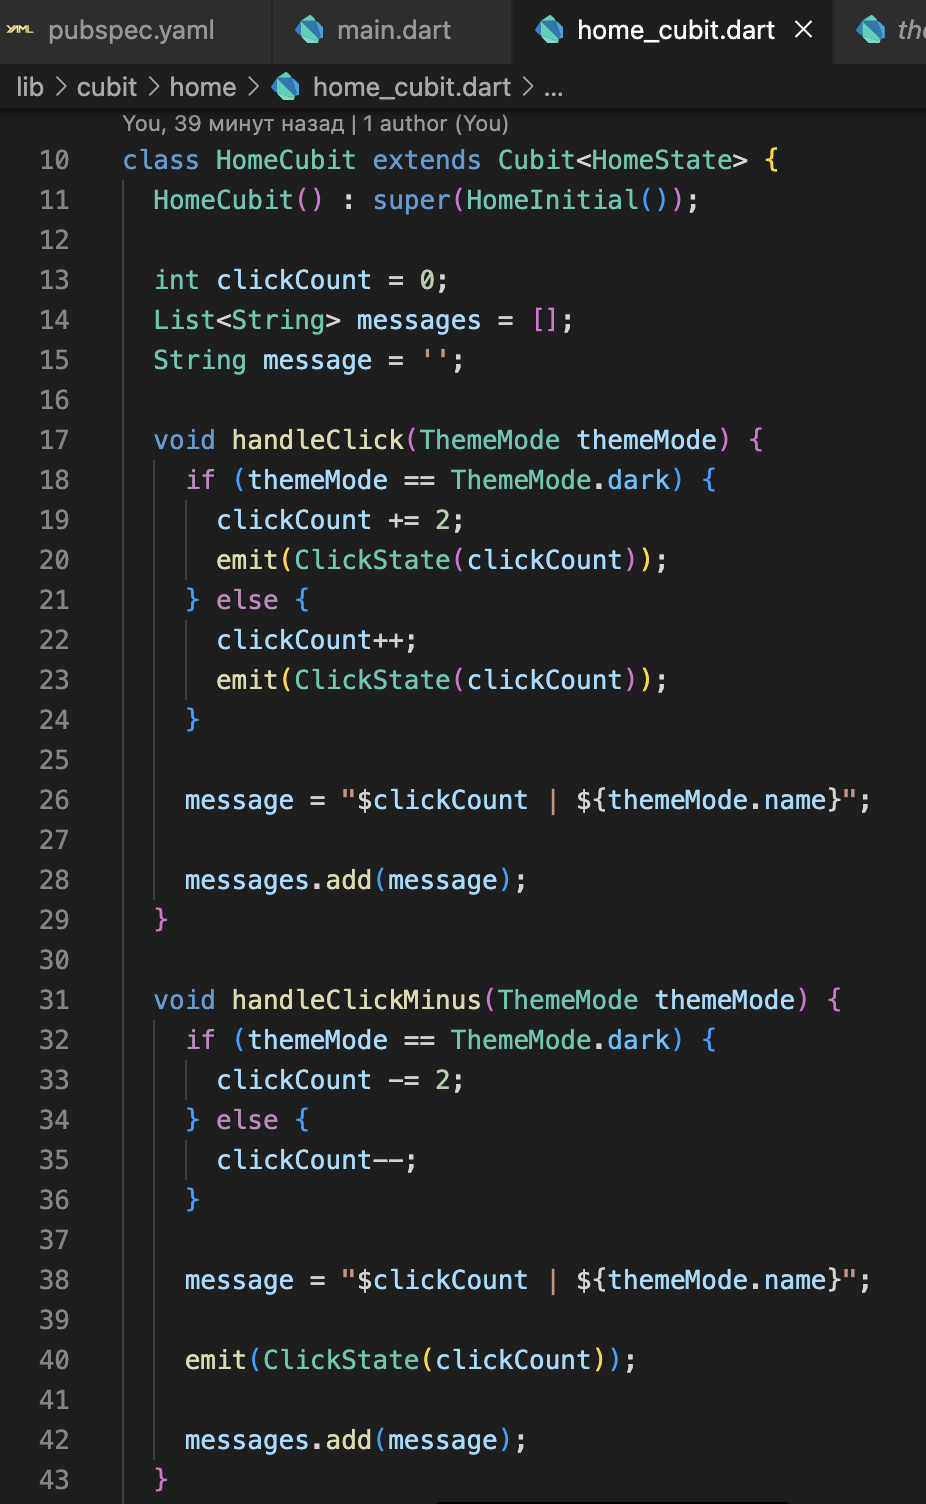 YAML pubspec.yaml main.dart home_cubit.dart × the
lib > cubit > home > home_cubit.dart > ...
You, 39 минут назад | 1 author (You)
10 class HomeCubit extends Cubit<HomeState> {
11 HomeCubit() : super(HomeInitial());
12
13 int clickCount = 0;
14 List<String> messages = [];
15 String message = '';
16
17 void handleClick(ThemeMode themeMode) {
18 if (themeMode == ThemeMode.dark) {
19 clickCount += 2;
20 emit(ClickState(clickCount));
21 } else {
22 clickCount++;
23 emit(ClickState(clickCount));
24 }
25
26 message = "$clickCount | ${themeMode.name}";
27
28 messages.add(message);
29 }
30
31 void handleClickMinus(ThemeMode themeMode) {
32 if (themeMode == ThemeMode.dark) {
33 clickCount -= 2;
34 } else {
35 clickCount--;
36 }
37
38 message = "$clickCount | ${themeMode.name}";
39
40 emit(ClickState(clickCount));
41
42 messages.add(message);
43 }